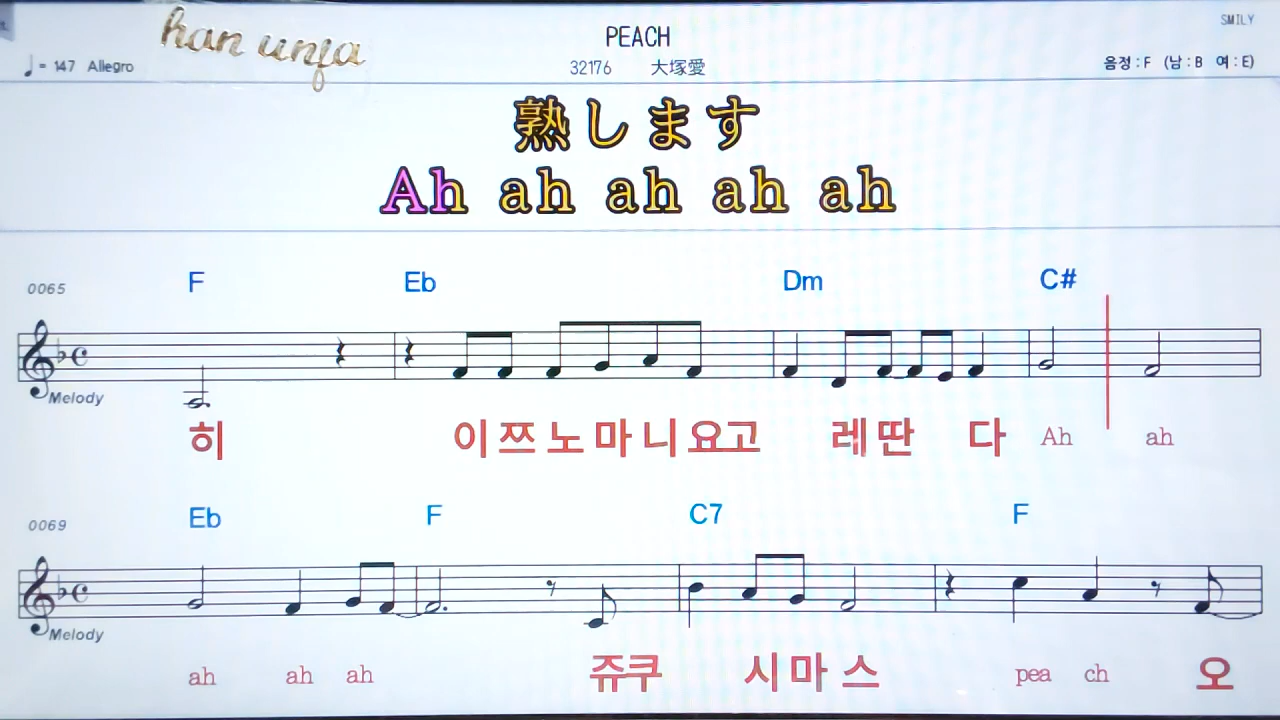 han unja
PEACH
SMILY
♩= 147 Allegro
32176 大塚愛
음정 : F (남 : B 여 : E)
熟します
Ah ah ah ah ah
0065 F Eb Dm C#
Melody
히 이 쯔 노 마 니 요고 레 딴 다 Ah ah
0069 Eb F C7 F
Melody
ah ah ah 쥬쿠 시 마 스 pea ch 오